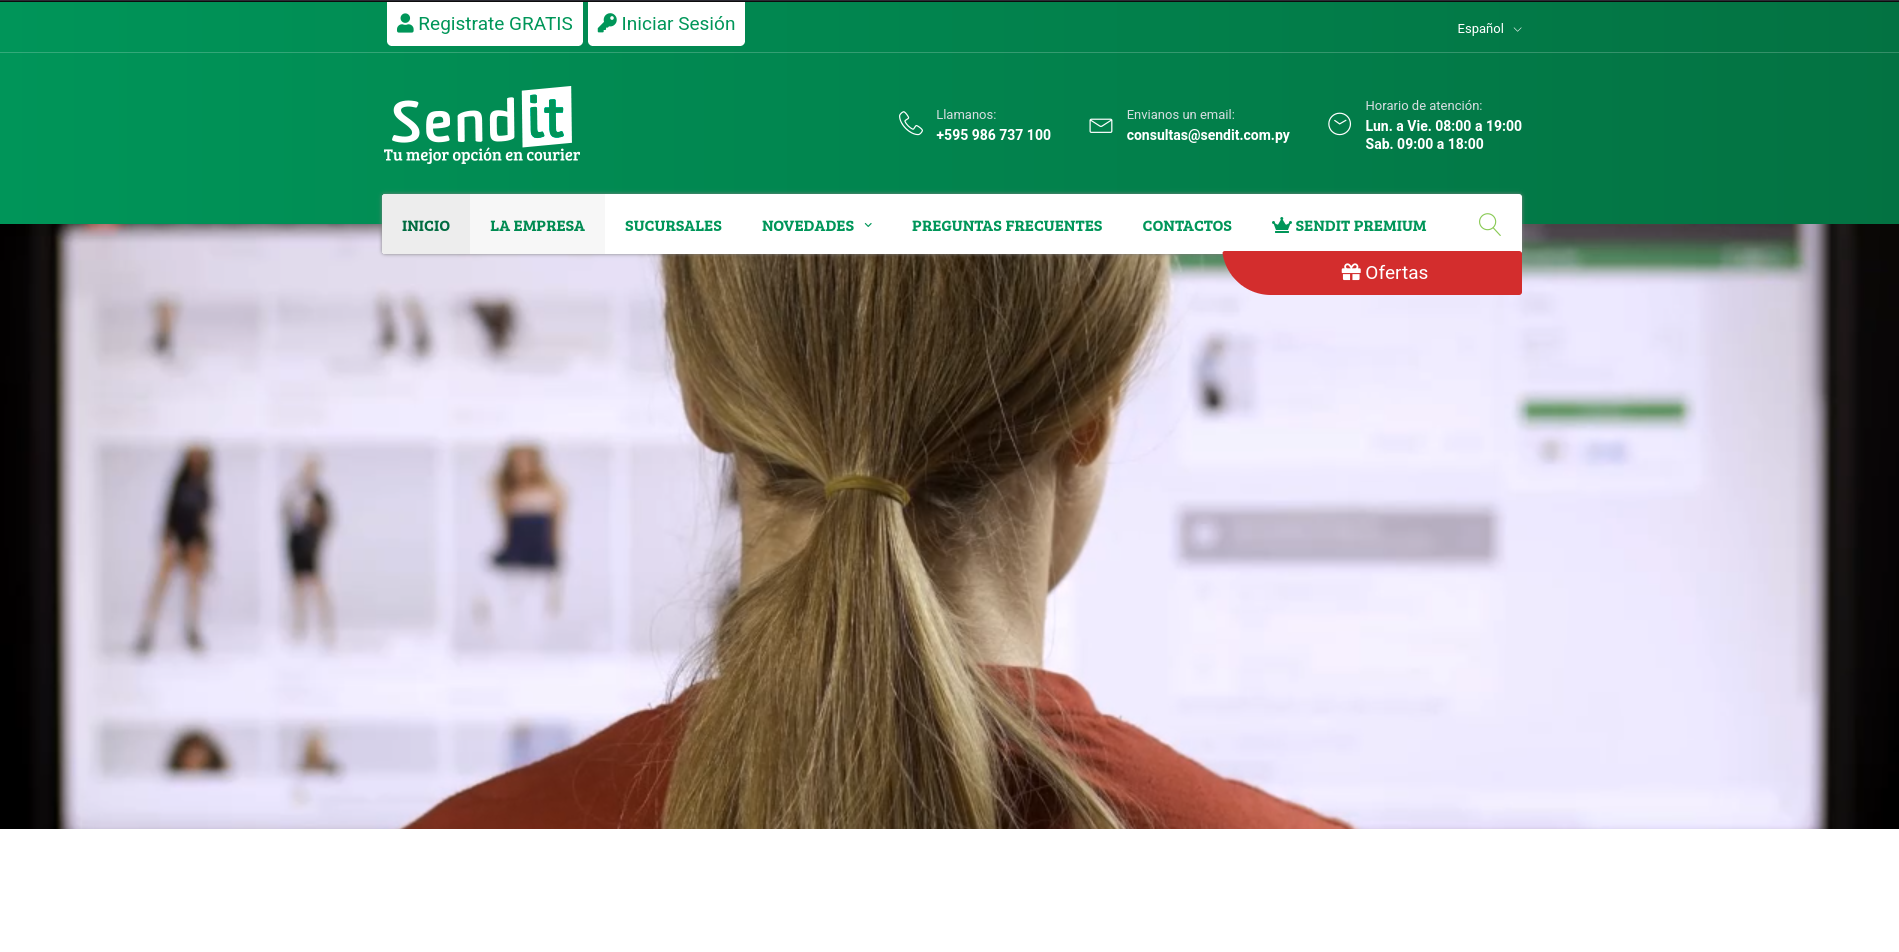 Registrate GRATIS
Iniciar Sesión
Español
Sendit
Tu mejor opción en courier
Llamanos:
+595 986 737 100
Envianos un email:
consultas@sendit.com.py
Horario de atención:
Lun. a Vie. 08:00 a 19:00
Sab. 09:00 a 18:00
INICIO
LA EMPRESA
SUCURSALES
NOVEDADES
PREGUNTAS FRECUENTES
CONTACTOS
SENDIT PREMIUM
Ofertas